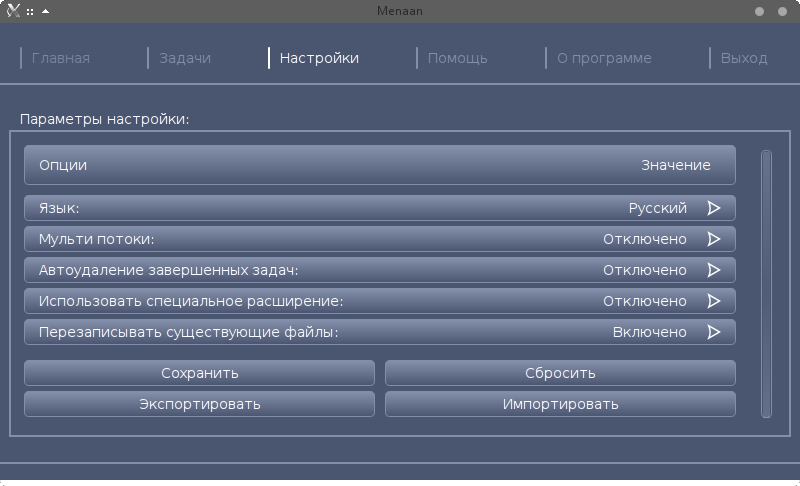 Menaan
Главная Задачи Настройки Помощь О программе Выход
Параметры настройки:
Опции Значение
Язык: Русский
Мульти потоки: Отключено
Автоудаление завершенных задач: Отключено
Использовать специальное расширение: Отключено
Перезаписывать существующие файлы: Включено
Сохранить Сбросить
Экспортировать Импортировать